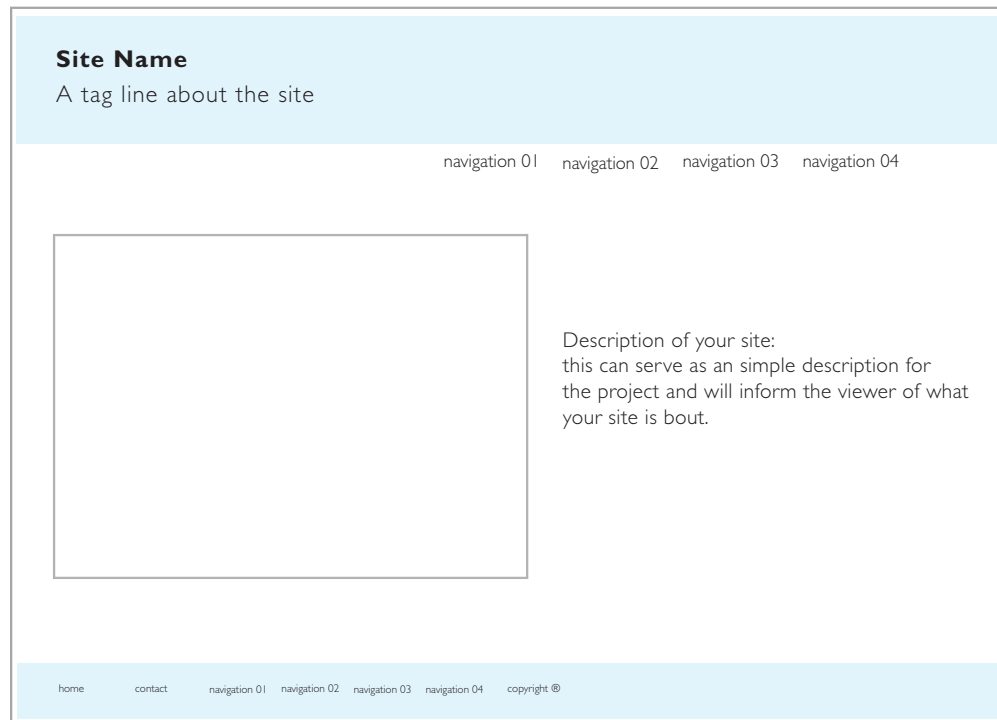 Site Name
A tag line about the site
navigation 01 navigation 02 navigation 03 navigation 04
Description of your site:
this can serve as an simple description for
the project and will inform the viewer of what
your site is bout.
home contact navigation 01 navigation 02 navigation 03 navigation 04 copyright ®